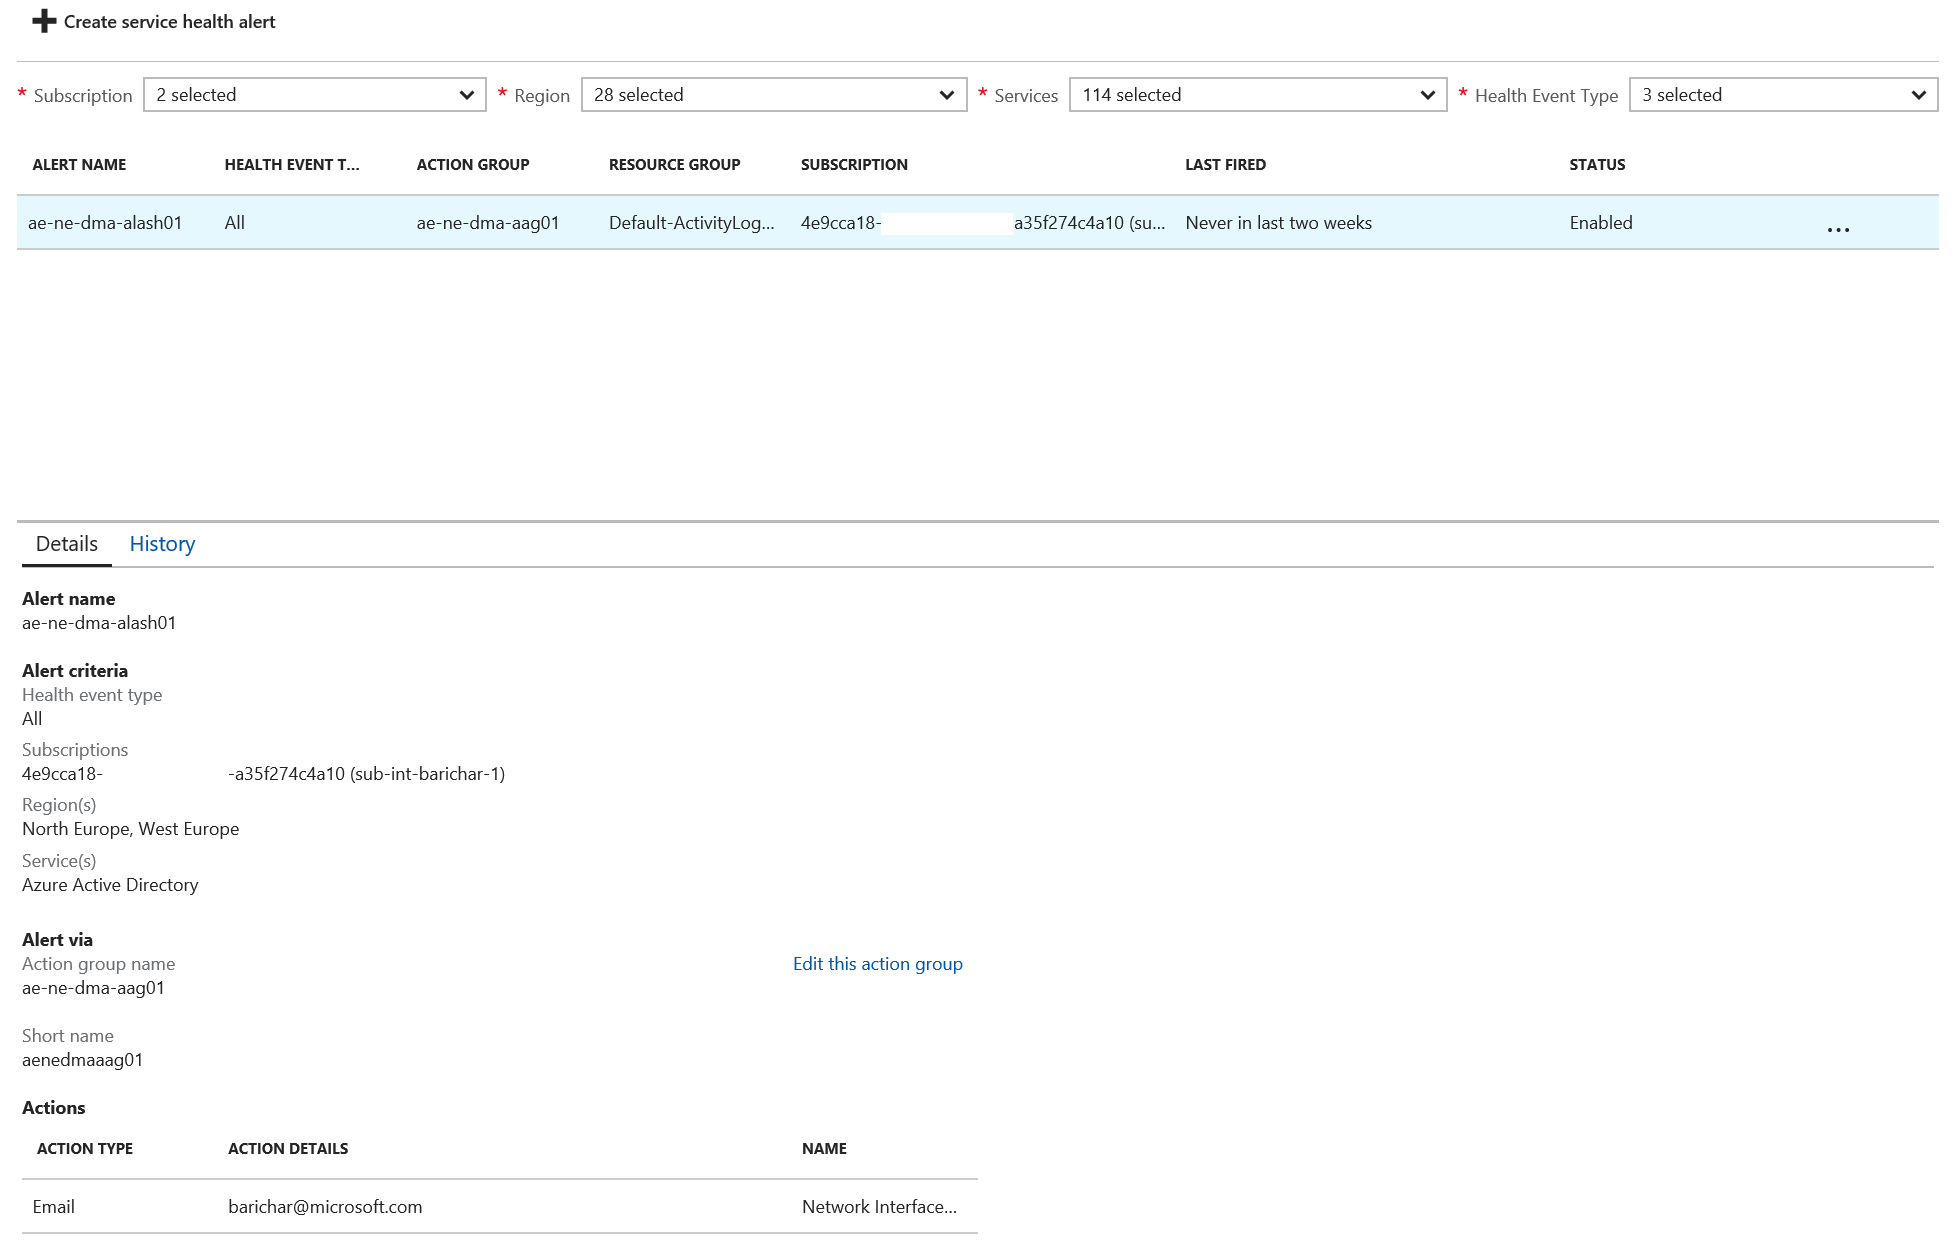 Create service health alert
* Subscription 2 selected * Region 28 selected * Services 114 selected * Health Event Type 3 selected
ALERT NAME HEALTH EVENT T... ACTION GROUP RESOURCE GROUP SUBSCRIPTION LAST FIRED STATUS
ae-ne-dma-alash01 All ae-ne-dma-aag01 Default-ActivityLog... 4e9cca18- a35f274c4a10 (su... Never in last two weeks Enabled ...
Details History
Alert name
ae-ne-dma-alash01
Alert criteria
Health event type
All
Subscriptions
4e9cca18- -a35f274c4a10 (sub-int-barichar-1)
Region(s)
North Europe, West Europe
Service(s)
Azure Active Directory
Alert via
Action group name Edit this action group
ae-ne-dma-aag01
Short name
aenedmaaag01
Actions
ACTION TYPE ACTION DETAILS NAME
Email barichar@microsoft.com Network Interface...